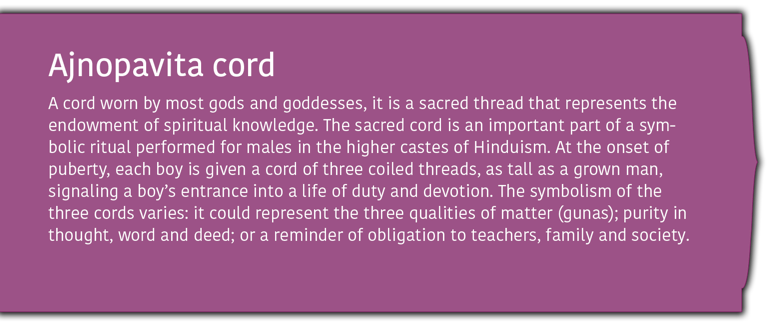 Ajnopavita cord
A cord worn by most gods and goddesses, it is a sacred thread that represents the
endowment of spiritual knowledge. The sacred cord is an important part of a sym-
bolic ritual performed for males in the higher castes of Hinduism. At the onset of
puberty, each boy is given a cord of three coiled threads, as tall as a grown man,
signaling a boy’s entrance into a life of duty and devotion. The symbolism of the
three cords varies: it could represent the three qualities of matter (gunas); purity in
thought, word and deed; or a reminder of obligation to teachers, family and society.